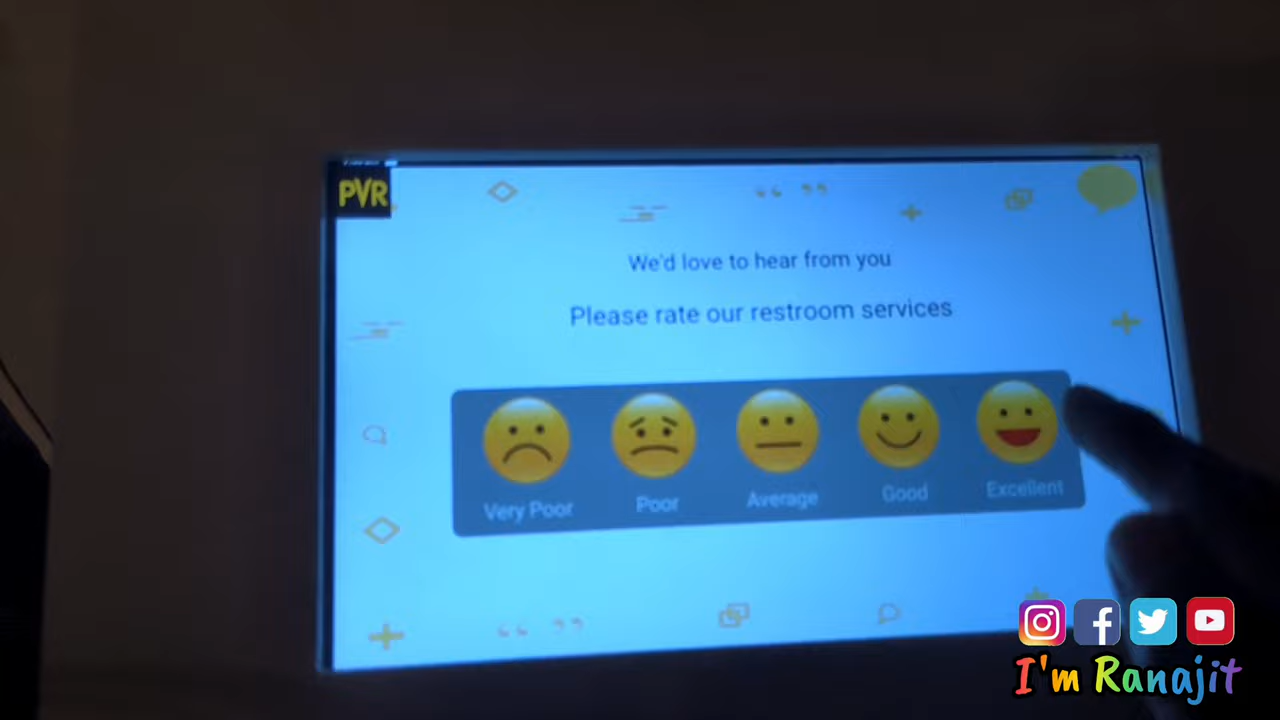 PVR
We'd love to hear from you
Please rate our restroom services
Very Poor
Poor
Average
Good
Excellent
I'm Ranajit